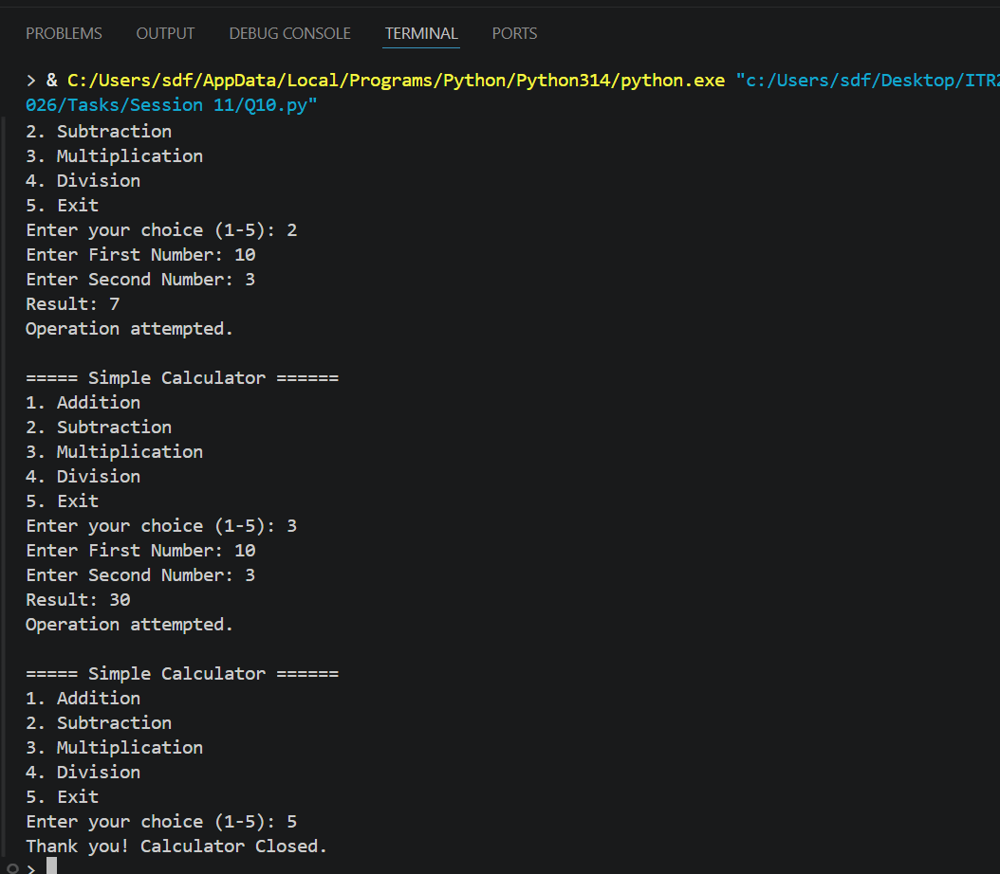 PROBLEMS OUTPUT DEBUG CONSOLE TERMINAL PORTS
> & C:/Users/sdf/AppData/Local/Programs/Python/Python314/python.exe "c:/Users/sdf/Desktop/ITR2
026/Tasks/Session 11/Q10.py"
2. Subtraction
3. Multiplication
4. Division
5. Exit
Enter your choice (1-5): 2
Enter First Number: 10
Enter Second Number: 3
Result: 7
Operation attempted.
===== Simple Calculator ======
1. Addition
2. Subtraction
3. Multiplication
4. Division
5. Exit
Enter your choice (1-5): 3
Enter First Number: 10
Enter Second Number: 3
Result: 30
Operation attempted.
===== Simple Calculator ======
1. Addition
2. Subtraction
3. Multiplication
4. Division
5. Exit
Enter your choice (1-5): 5
Thank you! Calculator Closed.
>